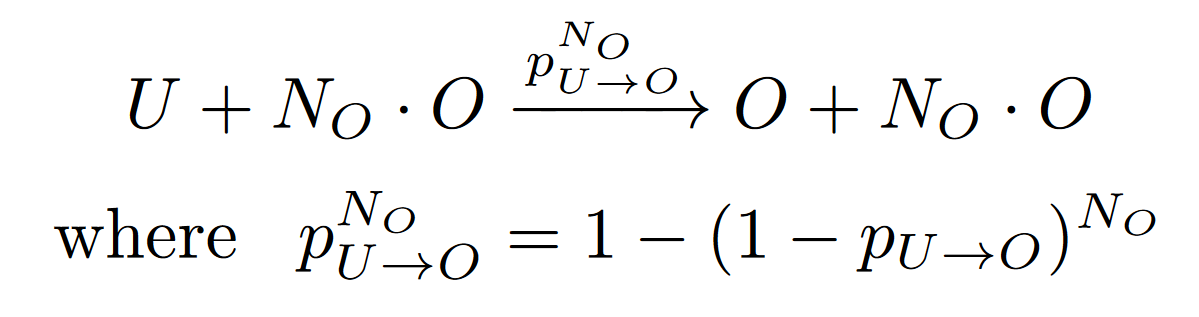 U + N_O · O \xrightarrow{p_{U→O}^{N_O}} O + N_O · O
where p_{U→O}^{N_O} = 1 − (1 − p_{U→O})^{N_O}